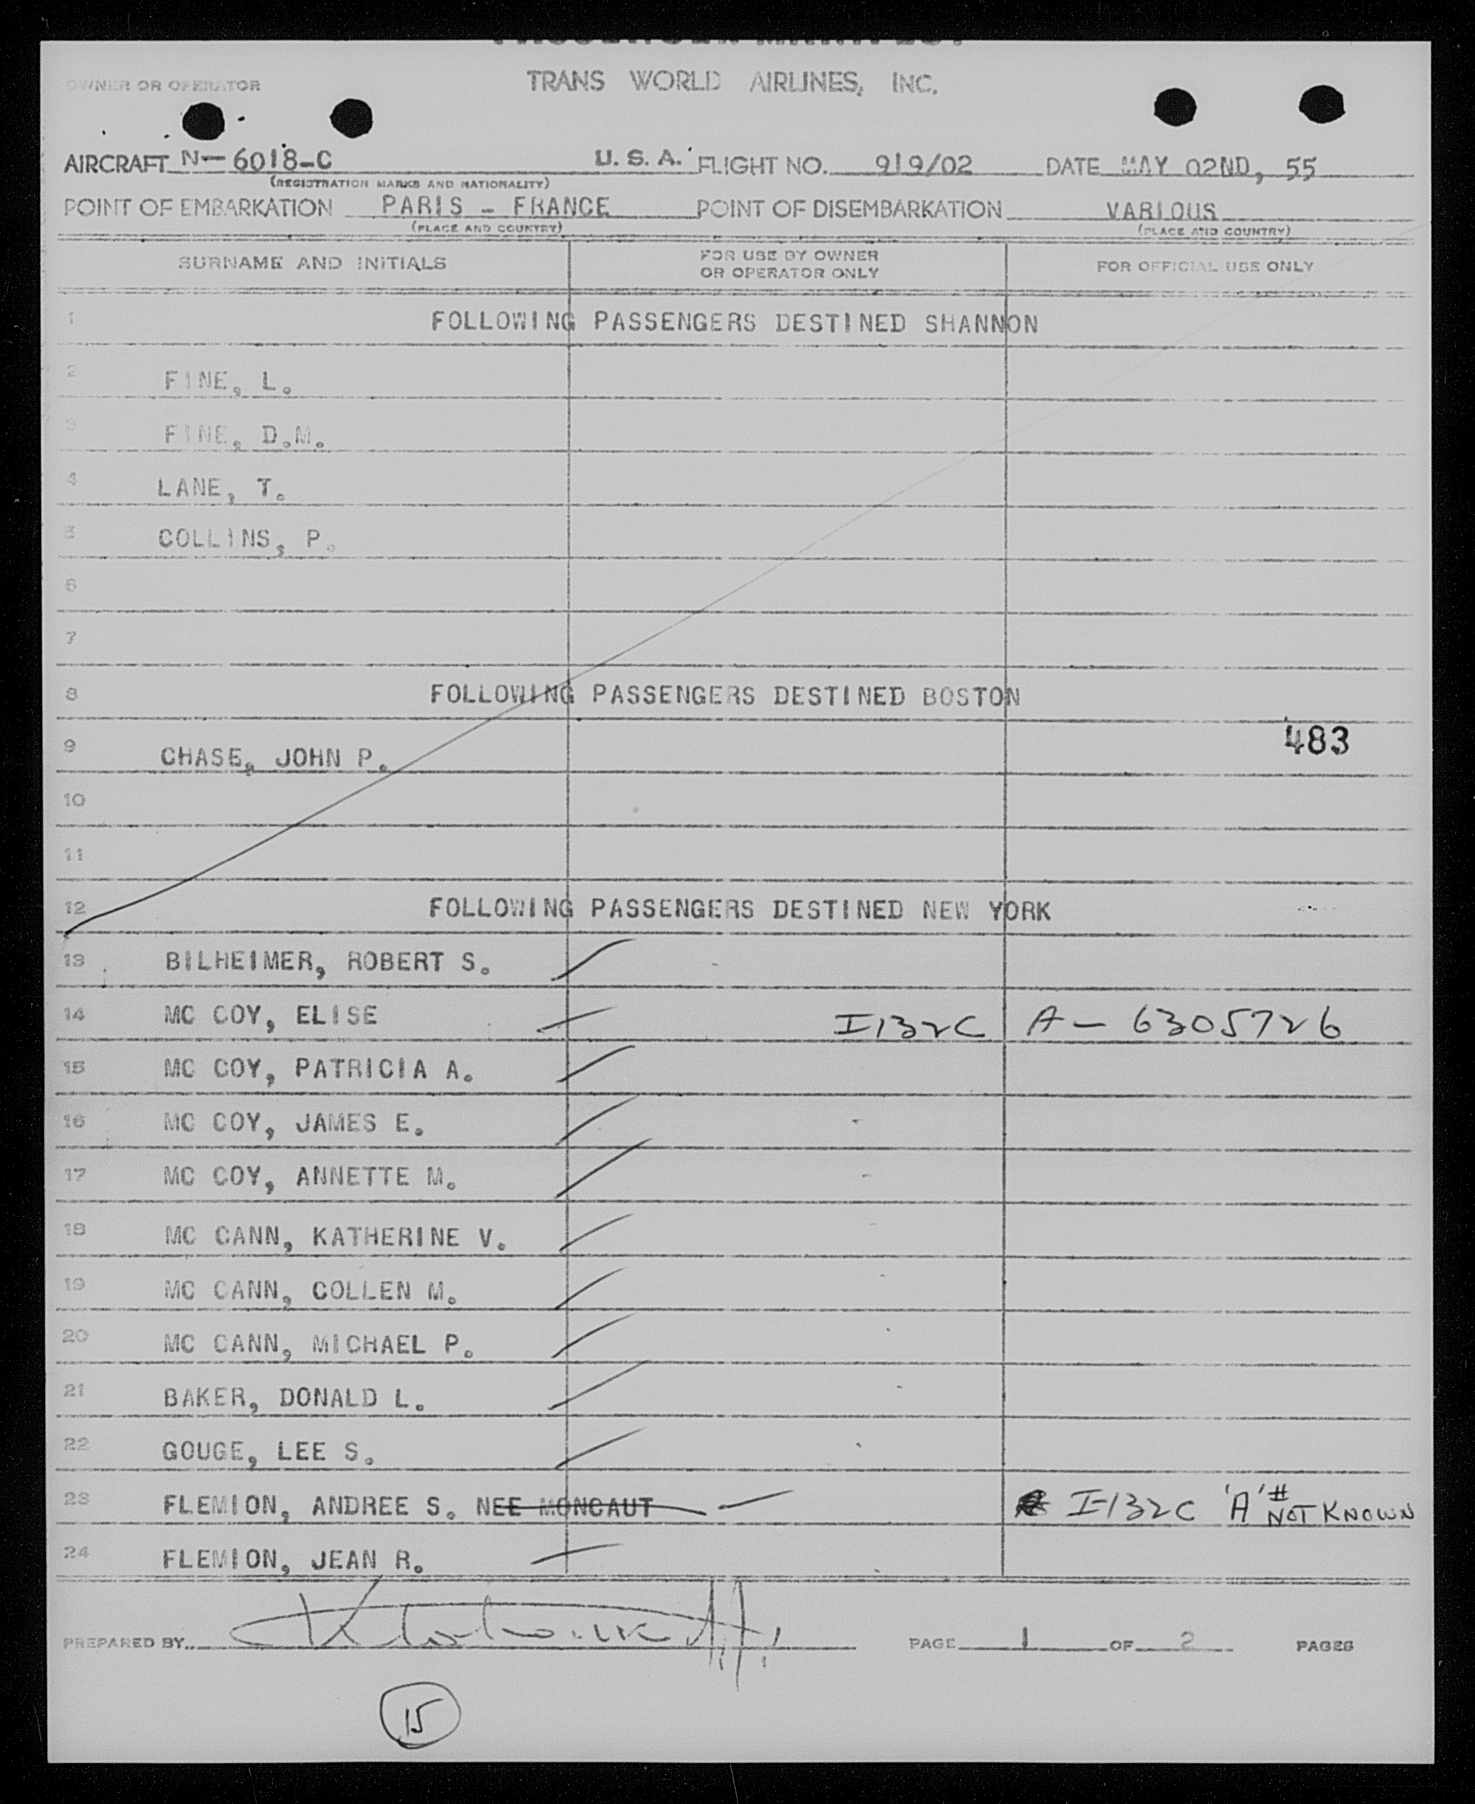 PASSENGER MANIFEST
OWNER OR OPERATOR TRANS WORLD AIRLINES, INC.
AIRCRAFT N-6018-C U.S.A. FLIGHT NO. 919/02 DATE MAY 02ND, 55
(REGISTRATION MARKS AND NATIONALITY)
POINT OF EMBARKATION PARIS - FRANCE POINT OF DISEMBARKATION VARIOUS
(PLACE AND COUNTRY) (PLACE AND COUNTRY)
SURNAME AND INITIALS FOR USE BY OWNER OR OPERATOR ONLY FOR OFFICIAL USE ONLY
1 FOLLOWING PASSENGERS DESTINED SHANNON
2 FINE, L.
3 FINE, D.M.
4 LANE, T.
5 COLLINS, P.
6
7
8 FOLLOWING PASSENGERS DESTINED BOSTON
9 CHASE, JOHN P. 483
10
11
12 FOLLOWING PASSENGERS DESTINED NEW YORK
13 BILHEIMER, ROBERT S.
14 MC COY, ELISE I132C A-6305726
15 MC COY, PATRICIA A.
16 MC COY, JAMES E.
17 MC COY, ANNETTE M.
18 MC CANN, KATHERINE V.
19 MC CANN, COLLEN M.
20 MC CANN, MICHAEL P.
21 BAKER, DONALD L.
22 GOUGE, LEE S.
23 FLEMION, ANDREE S. NEE MONCAUT I-132C 'A' # NOT KNOWN
24 FLEMION, JEAN R.
PREPARED BY PAGE 1 OF 2 PAGES
15